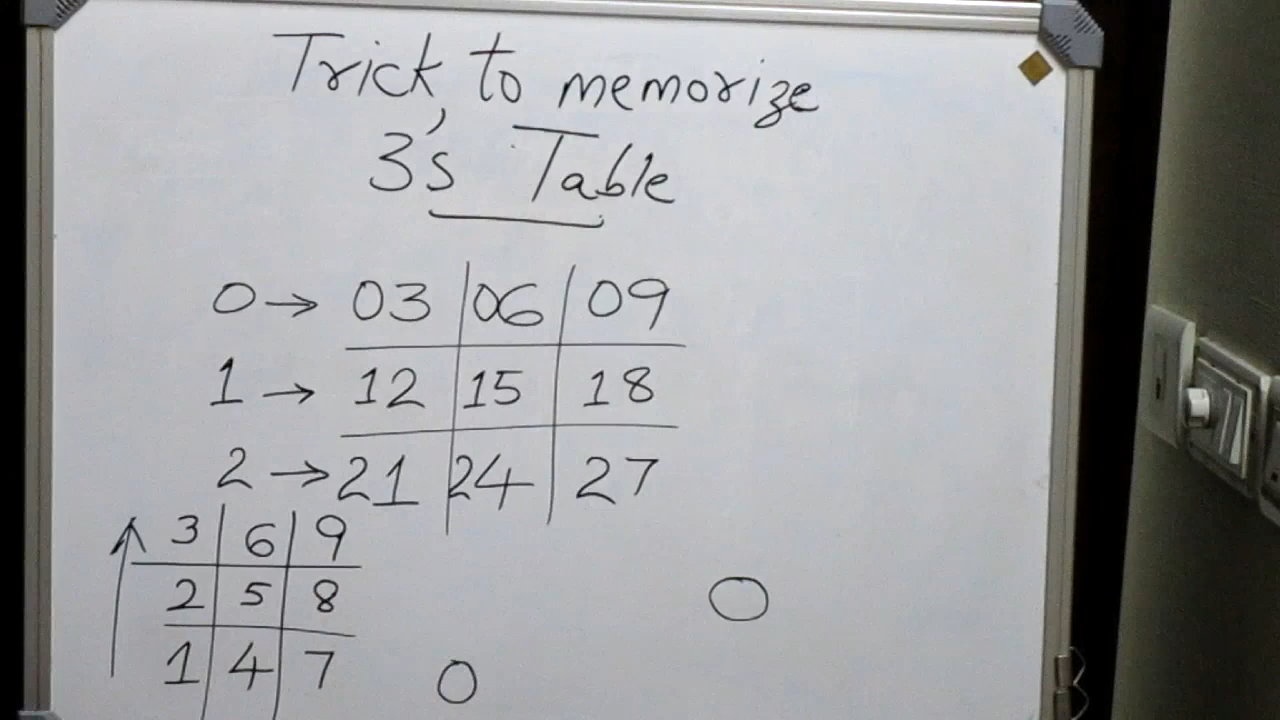 Trick to memorize
3's Table
0→ 03 | 06 | 09
1→ 12 | 15 | 18
2→ 21 | 24 | 27
↑ 3 | 6 | 9
2 | 5 | 8
0
1 | 4 | 7 0